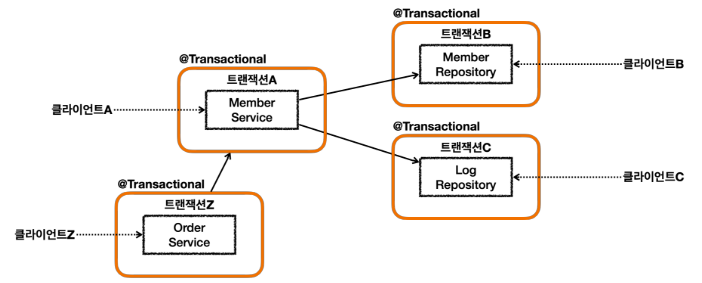 @Transactional
트랜잭션B
Member
Repository
클라이언트B
@Transactional
트랜잭션A
Member
Service
클라이언트A
@Transactional
트랜잭션C
Log
Repository
클라이언트C
@Transactional
트랜잭션Z
Order
Service
클라이언트Z